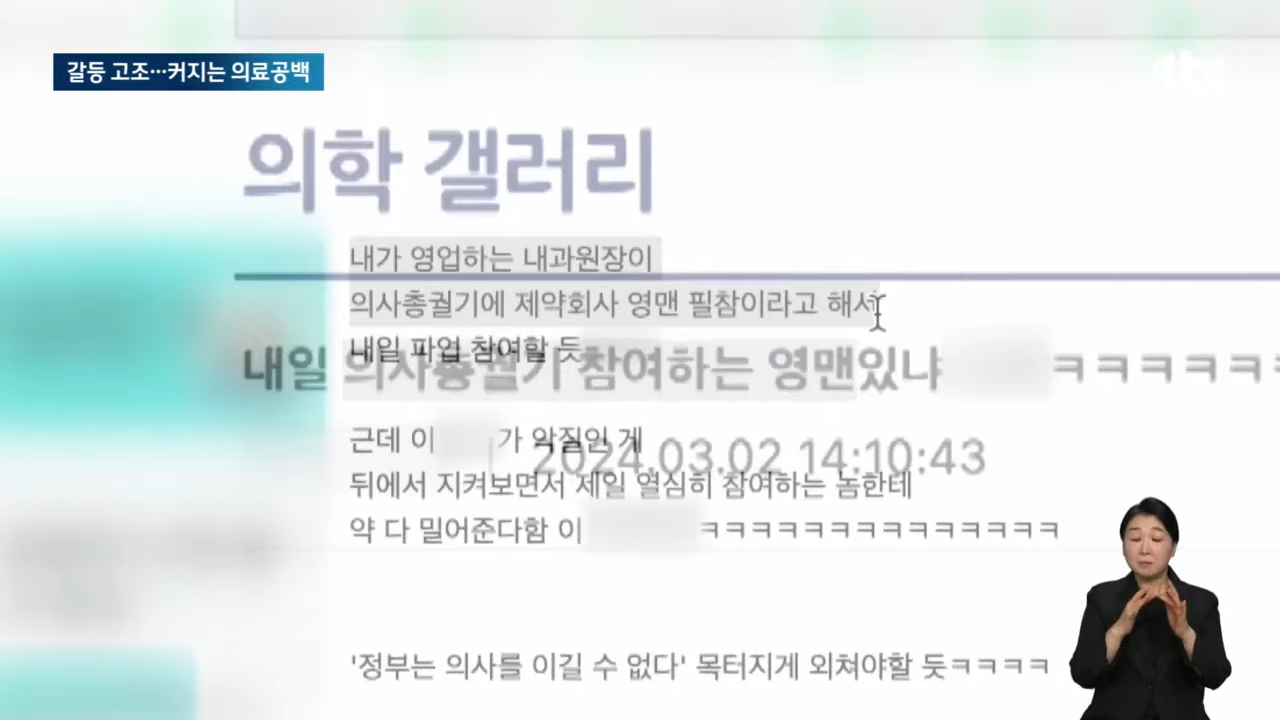 갈등 고조…커지는 의료공백
jtbc
의학 갤러리
내가 영업하는 내과원장이
의사총궐기에 제약회사 영맨 필참이라고 해서
내일 파업 참여할 듯
내일 의사총궐기 참여하는 영맨있냐 ㅋㅋㅋㅋㅋㅋ
근데 이 가 악질인 게
2024.03.02 14:10:43
뒤에서 지켜보면서 제일 열심히 참여하는 놈한테
약 다 밀어준다함 이 ㅋㅋㅋㅋㅋㅋㅋㅋㅋㅋㅋㅋㅋㅋ
'정부는 의사를 이길 수 없다' 목터지게 외쳐야할 듯ㅋㅋㅋㅋ